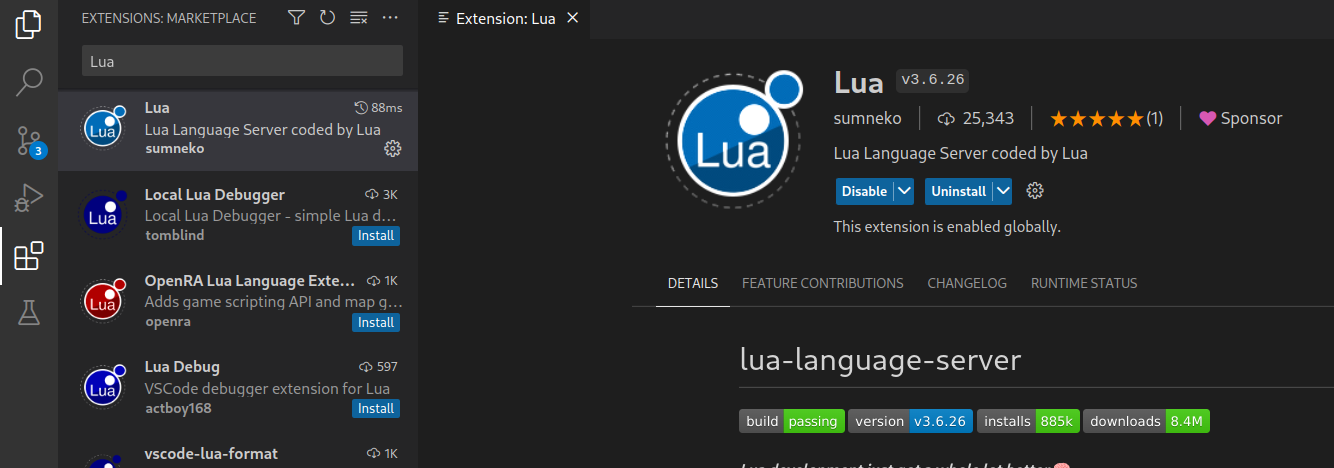 EXTENSIONS: MARKETPLACE
Lua
Lua
88ms
Lua Language Server coded by Lua
sumneko
Lua
Local Lua Debugger
3K
Local Lua Debugger - simple Lua d...
tomblind
Install
Lua
OpenRA Lua Language Exte...
1K
Adds game scripting API and map g...
openra
Install
Lua
Lua Debug
597
VSCode debugger extension for Lua
actboy168
Install
Lua
vscode-lua-format
1K
3
Extension: Lua
Lua
Lua v3.6.26
sumneko 25,343 (1) Sponsor
Lua Language Server coded by Lua
Disable Uninstall
This extension is enabled globally.
DETAILS FEATURE CONTRIBUTIONS CHANGELOG RUNTIME STATUS
lua-language-server
build passing version v3.6.26 installs 885k downloads 8.4M